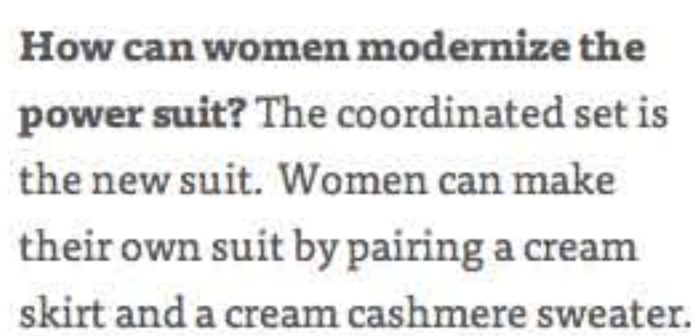 How can women modernize the
power suit? The coordinated set is
the new suit. Women can make
their own suit by pairing a cream
skirt and a cream cashmere sweater.